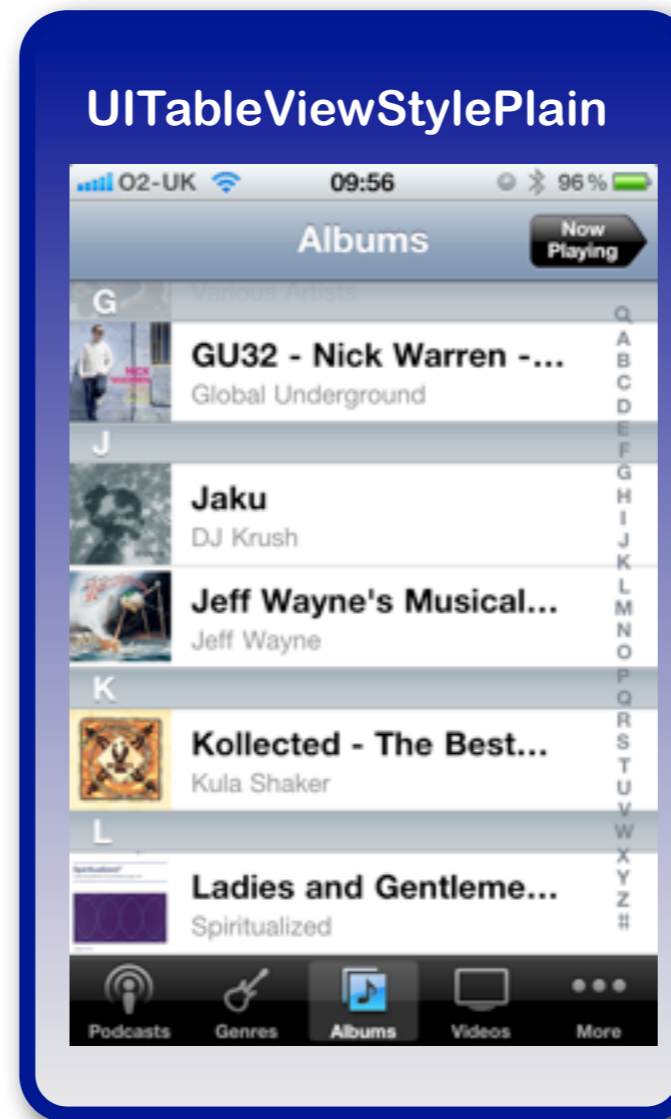 UITableViewStylePlain
O2-UK 09:56 96%
Albums
Now
Playing
G
Various Artists
GU32 - Nick Warren -...
Global Underground
J
Jaku
DJ Krush
Jeff Wayne's Musical...
Jeff Wayne
K
Kollected - The Best...
Kula Shaker
L
Ladies and Gentleme...
Spiritualized
A
B
C
D
E
F
G
H
I
J
K
L
M
N
O
P
Q
R
S
T
U
V
W
X
Y
Z
#
Podcasts Genres Albums Videos More